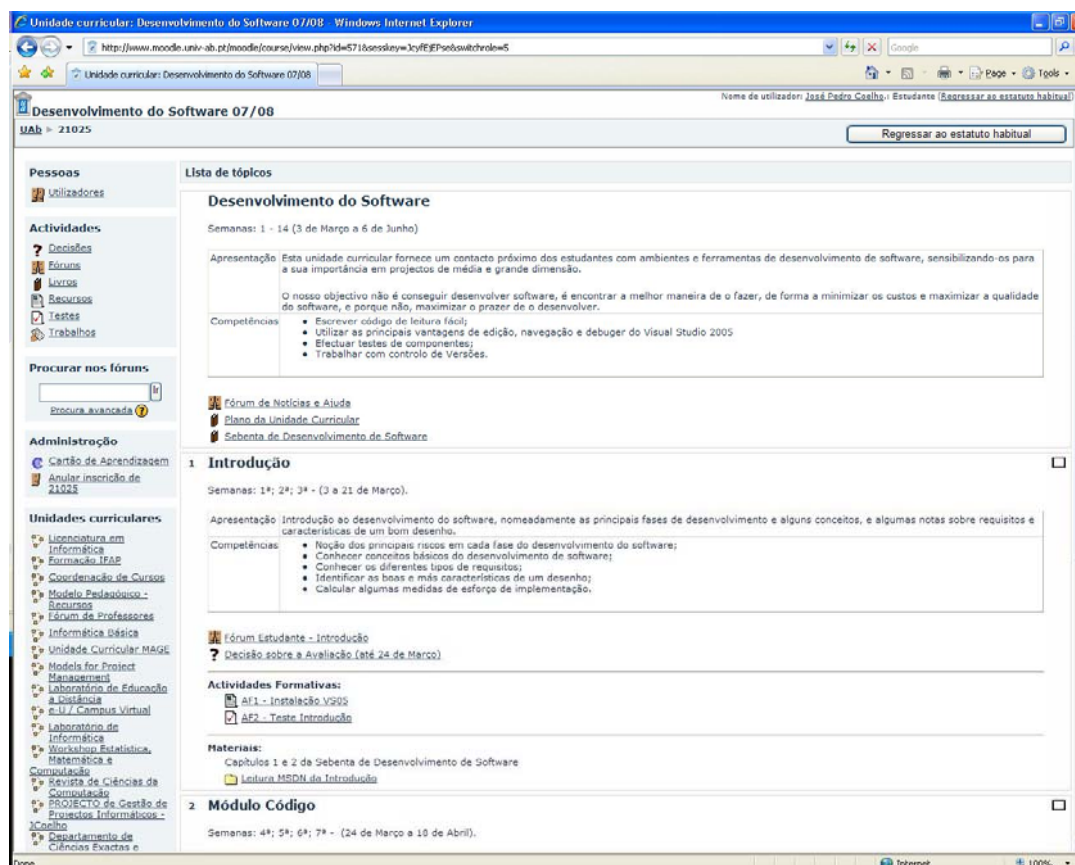 Unidade curricular: Desenvolvimento do Software 07/08 - Windows Internet Explorer
http://www.moodle.univ-ab.pt/moodle/course/view.php?id=571&sesskey=JcyfEjEPse&switchrole=5
Google
Unidade curricular: Desenvolvimento do Software 07/08
Page
Tools
Nome de utilizador: José Pedro Coelho.: Estudante (Regressar ao estatuto habitual)
Desenvolvimento do Software 07/08
UAb ► 21025
Regressar ao estatuto habitual
Pessoas
Utilizadores
Actividades
Decisões
Fóruns
Livros
Recursos
Testes
Trabalhos
Procurar nos fóruns
Ir
Procura avançada ?
Administração
Cartão de Aprendizagem
Anular inscrição de
21025
Unidades curriculares
Licenciatura em
Informática
Formação IFAP
Coordenação de Cursos
Modelo Pedagógico -
Recursos
Fórum de Professores
Informática Básica
Unidade Curricular MAGE
Models for Project
Management
Laboratório de Educação
a Distância
e-U / Campus Virtual
Laboratório de
Informática
Workshop Estatística,
Matemática e
Computação
Revista de Ciências da
Computação
PROJECTO de Gestão de
Projectos Informáticos -
JCoelho
Departamento de
Ciências Exactas e
Lista de tópicos
Desenvolvimento do Software
Semanas: 1 - 14 (3 de Março a 6 de Junho)
Apresentação Esta unidade curricular fornece um contacto próximo dos estudantes com ambientes e ferramentas de desenvolvimento de software, sensibilizando-os para
a sua importância em projectos de média e grande dimensão.
O nosso objectivo não é conseguir desenvolver software, é encontrar a melhor maneira de o fazer, de forma a minimizar os custos e maximizar a qualidade
do software, e porque não, maximizar o prazer de o desenvolver.
Competências • Escrever código de leitura fácil;
• Utilizar as principais vantagens de edição, navegação e debuger do Visual Studio 2005
• Efectuar testes de componentes;
• Trabalhar com controlo de Versões.
Fórum de Notícias e Ajuda
Plano da Unidade Curricular
Sebenta de Desenvolvimento de Software
1 Introdução
Semanas: 1ª; 2ª; 3ª - (3 a 21 de Março).
Apresentação Introdução ao desenvolvimento do software, nomeadamente as principais fases de desenvolvimento e alguns conceitos, e algumas notas sobre requisitos e
características de um bom desenho.
Competências • Noção dos principais riscos em cada fase do desenvolvimento do software;
• Conhecer conceitos básicos do desenvolvimento de software;
• Conhecer os diferentes tipos de requisitos;
• Identificar as boas e más características de um desenho;
• Calcular algumas medidas de esforço de implementação.
Fórum Estudante - Introdução
? Decisão sobre a Avaliação (até 24 de Março)
Actividades Formativas:
AF1 - Instalação VS05
AF2 - Teste Introdução
Materiais:
Capítulos 1 e 2 da Sebenta de Desenvolvimento de Software
Leitura MSDN da Introdução
2 Módulo Código
Semanas: 4ª; 5ª; 6ª; 7ª - (24 de Março a 18 de Abril).
Done
Internet
100%